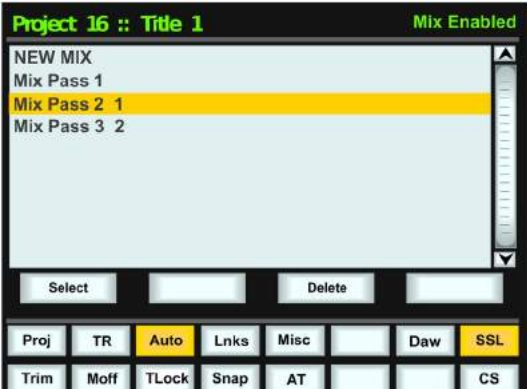 Project 16 :: Title 1 Mix Enabled
NEW MIX
Mix Pass 1
Mix Pass 2 1
Mix Pass 3 2
Select Delete
Proj TR Auto Lnks Misc Daw SSL
Trim Moff TLock Snap AT CS